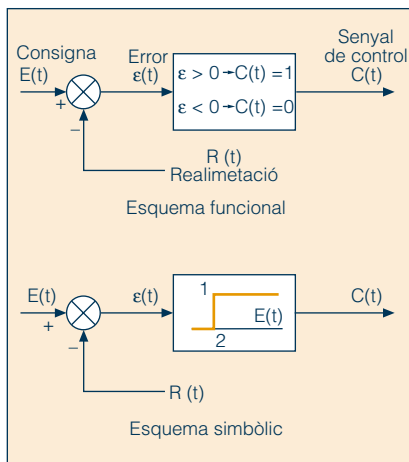 Consigna
E(t)
Error
ε(t)
Senyal
de control
C(t)
+
−
ε > 0 → C(t) = 1
ε < 0 → C(t) = 0
R (t)
Realimetació
Esquema funcional
E(t)
ε(t)
C(t)
+
−
1
E(t)
2
R (t)
Esquema simbòlic